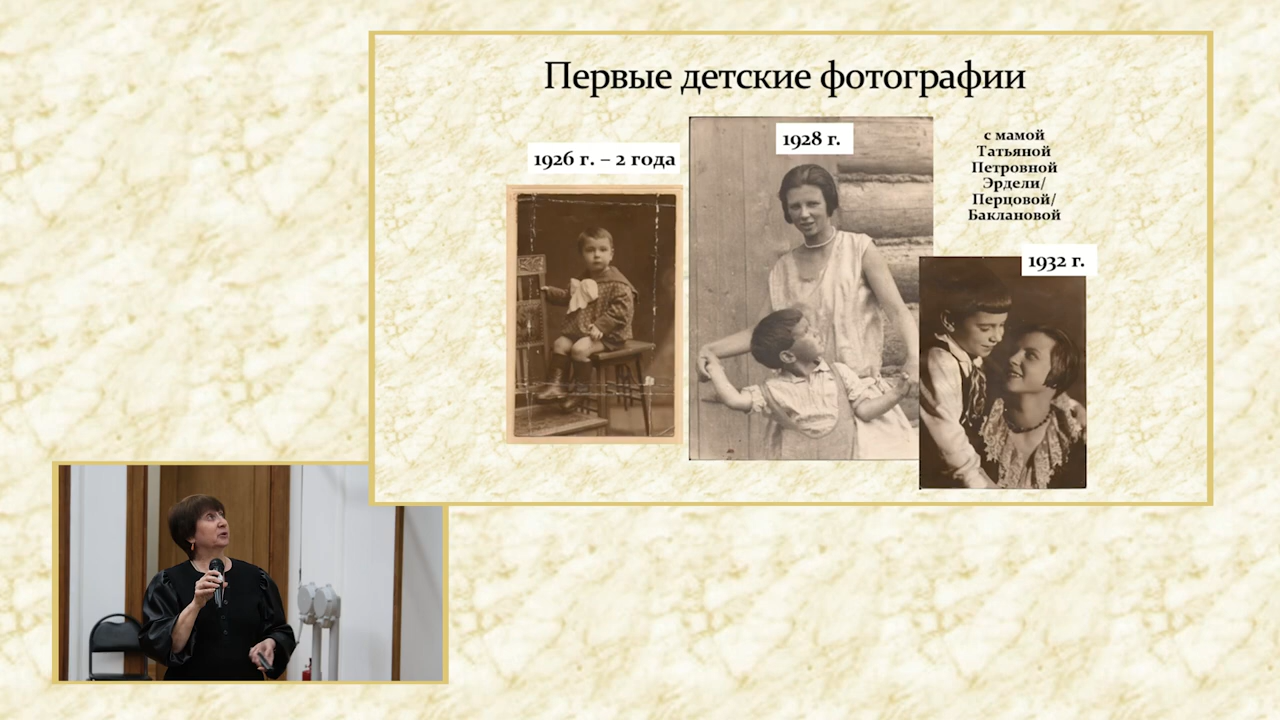 Первые детские фотографии
1926 г. – 2 года
1928 г.
с мамой
Татьяной
Петровной
Эрдели/
Перцовой/
Баклановой
1932 г.